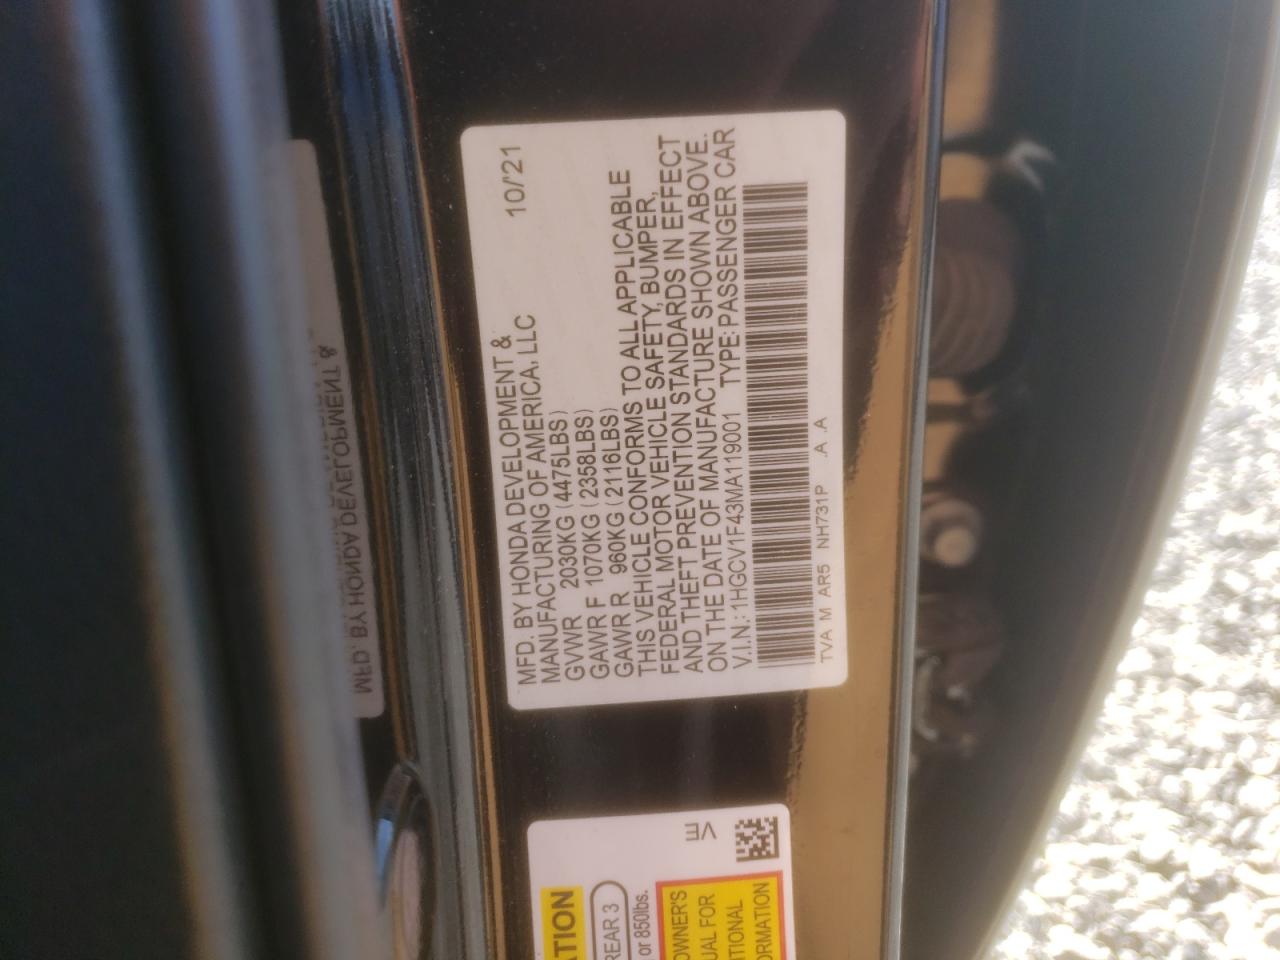 MFD. BY HONDA DEVELOPMENT & 10/'21
MANUFACTURING OF AMERICA, LLC
GVWR 2030KG (4475LBS)
GAWR F 1070KG (2358LBS)
GAWR R 960KG (2116LBS)
THIS VEHICLE CONFORMS TO ALL APPLICABLE
FEDERAL MOTOR VEHICLE SAFETY, BUMPER,
AND THEFT PREVENTION STANDARDS IN EFFECT
ON THE DATE OF MANUFACTURE SHOWN ABOVE.
V.I.N.: 1HGCV1F43MA119001 TYPE: PASSENGER CAR
TVA M AR5 NH731P .A .A
VE
ATION
REAR 3
or 850lbs.
OWNER'S
UAL FOR
ITIONAL
ORMATION
MFD. BY HONDA DEVELOPMENT &